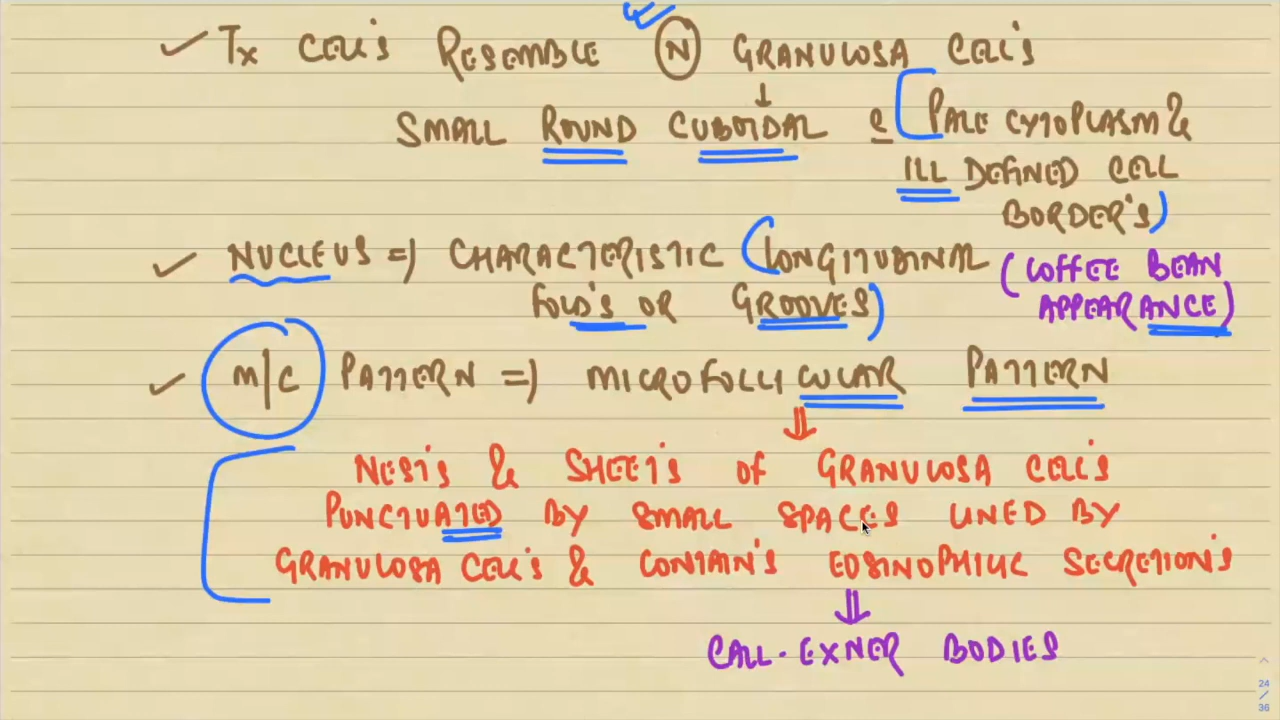 Tx CELL'S RESEMBLE N GRANULOSA CELL'S
SMALL ROUND CUBOIDAL c PALE CYTOPLASM &
ILL DEFINED CELL
BORDER'S)
NUCLEUS => CHARACTERISTIC (LONGITUDINAL
FOLD'S OR GROOVES)
(COFFEE BEAN
APPEARANCE)
M/C PATTERN => MICROFOLLICULAR PATTERN
NEST'S & SHEET'S OF GRANULOSA CELL'S
PUNCTUATED BY SMALL SPACES LINED BY
GRANULOSA CELL'S & CONTAIN'S EOSINOPHILIC SECRETION'S
CALL-EXNER BODIES
24
/
36